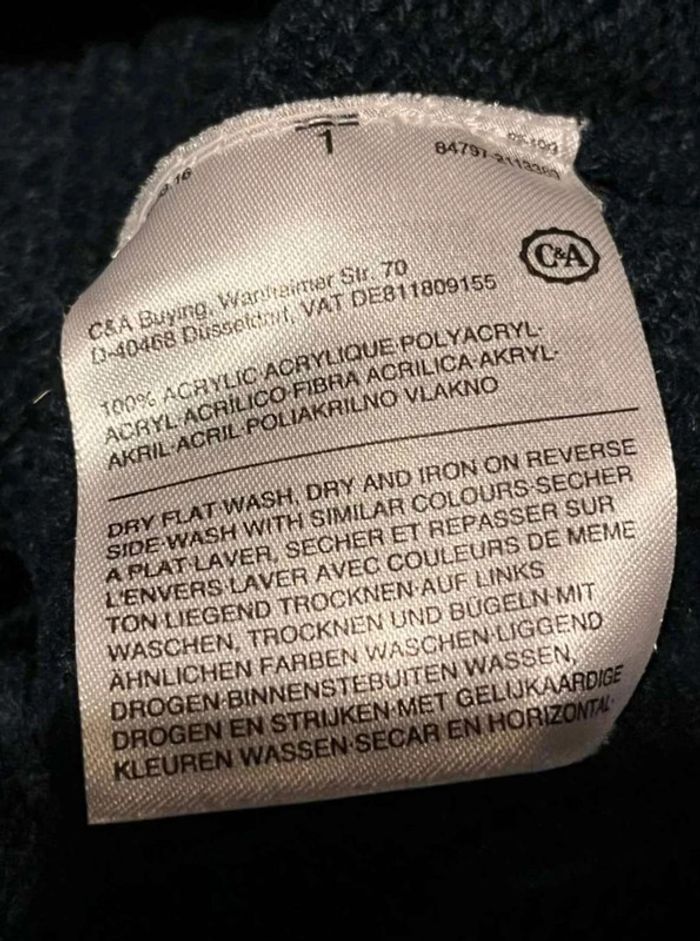 1
C&A
C&A Buying, Wanheimer Str. 70
D-40468 Düsseldorf, VAT DE811809155
100% ACRYLIC·ACRYLIQUE·POLYACRYL·
ACRYL·ACRÍLICO·FIBRA ACRILICA·AKRYL·
AKRIL·ACRIL·POLIAKRILNO VLAKNO
DRY FLAT·WASH, DRY AND IRON ON REVERSE
SIDE·WASH WITH SIMILAR COLOURS·SECHER
A PLAT·LAVER, SECHER ET REPASSER SUR
L'ENVERS·LAVER AVEC COULEURS DE MEME
TON·LIEGEND TROCKNEN·AUF LINKS
WASCHEN, TROCKNEN UND BÜGELN·MIT
ÄHNLICHEN FARBEN WASCHEN·LIGGEND
DROGEN·BINNENSTEBUITEN WASSEN,
DROGEN EN STRIJKEN·MET GELIJKAARDIGE
KLEUREN WASSEN·SECAR EN HORIZONTAL·